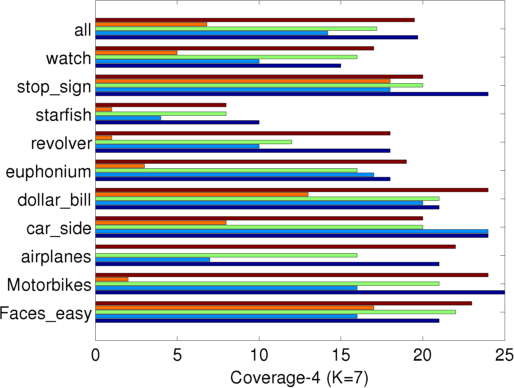 all
watch
stop_sign
starfish
revolver
euphonium
dollar_bill
car_side
airplanes
Motorbikes
Faces_easy
0 5 10 15 20 25
Coverage-4 (K=7)